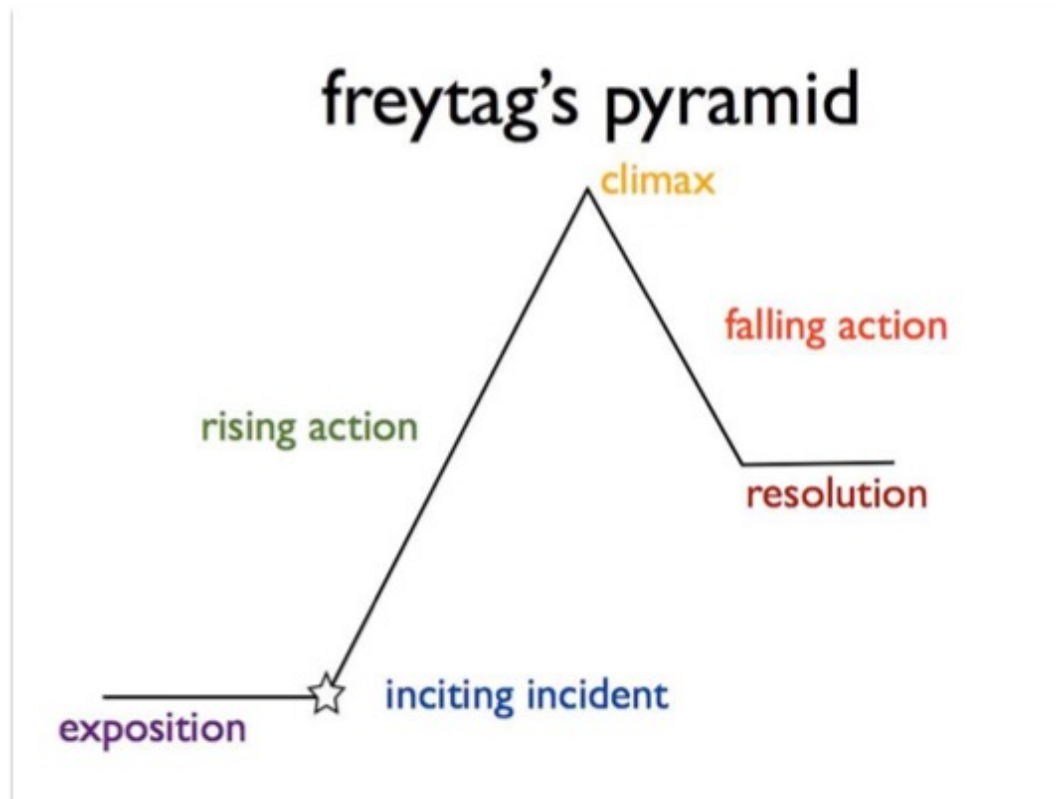 freytag's pyramid
climax
falling action
rising action
resolution
inciting incident
exposition